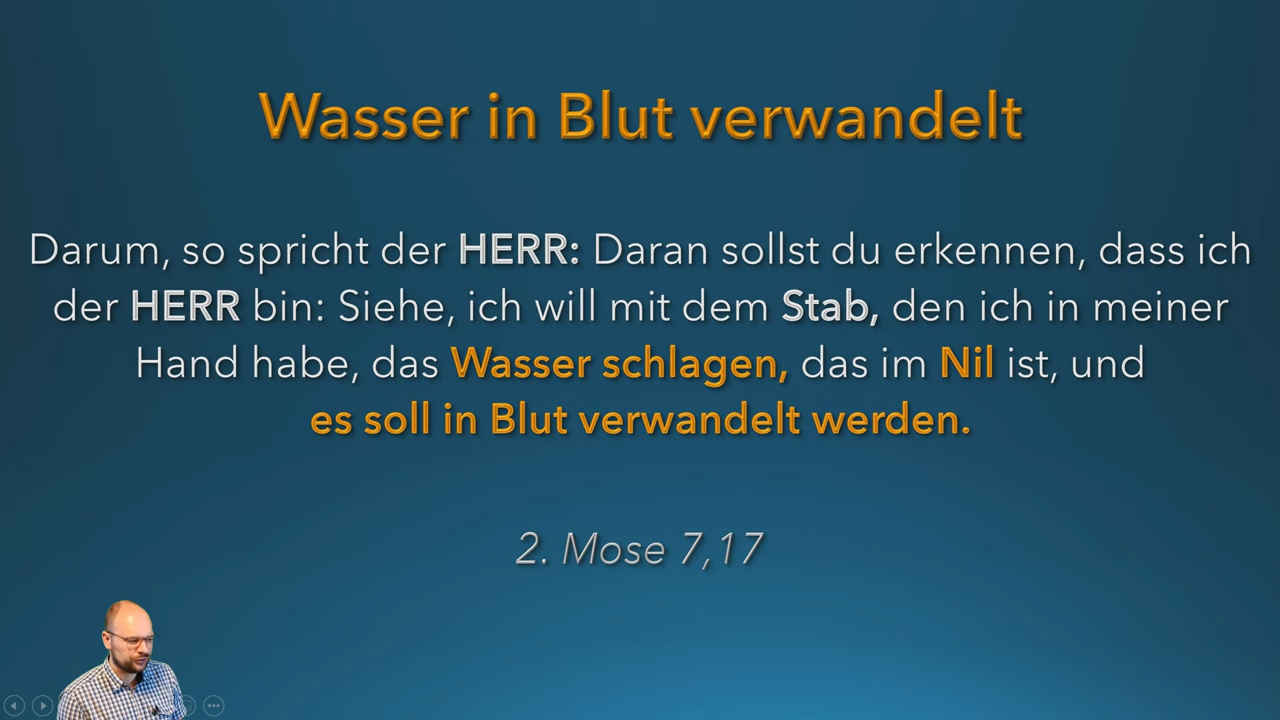 Wasser in Blut verwandelt
Darum, so spricht der HERR: Daran sollst du erkennen, dass ich
der HERR bin: Siehe, ich will mit dem Stab, den ich in meiner
Hand habe, das Wasser schlagen, das im Nil ist, und
es soll in Blut verwandelt werden.
2. Mose 7,17